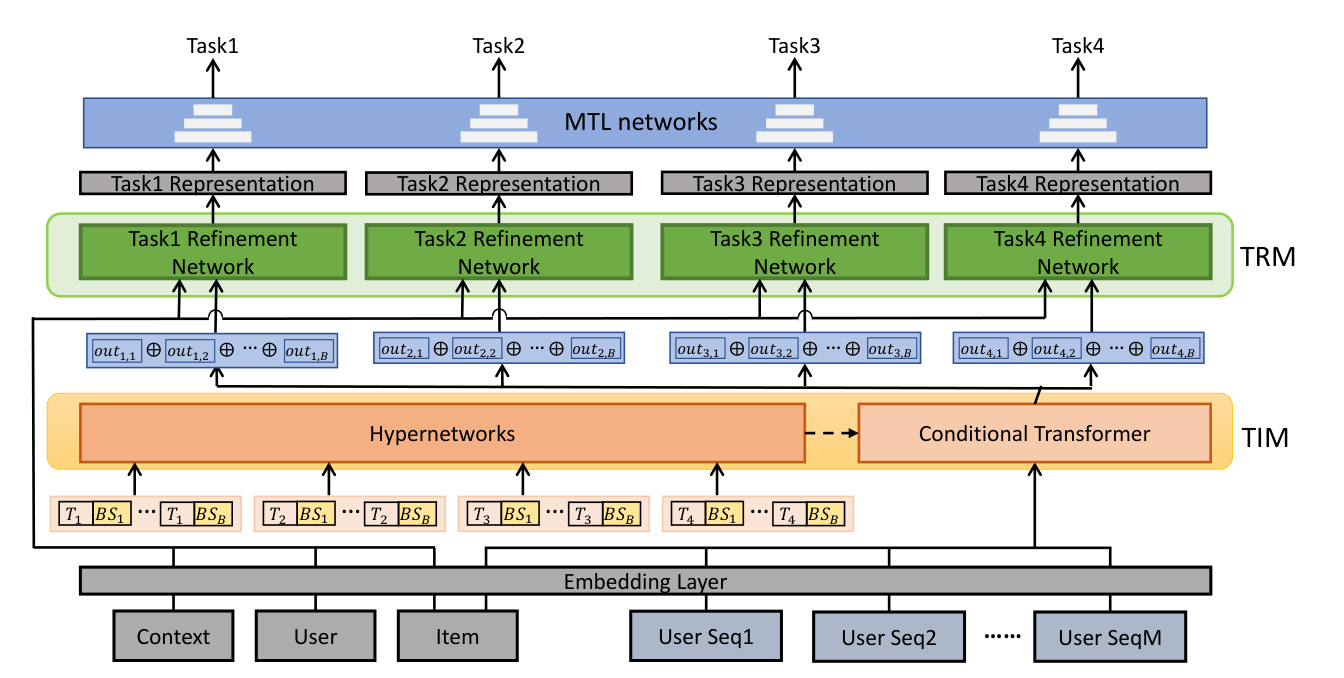 Task1 Task2 Task3 Task4
MTL networks
Task1 Representation Task2 Representation Task3 Representation Task4 Representation
Task1 Refinement Network Task2 Refinement Network Task3 Refinement Network Task4 Refinement Network
TRM
out1,1 ⊕ out1,2 ⊕ ··· ⊕ out1,B out2,1 ⊕ out2,2 ⊕ ··· ⊕ out2,B out3,1 ⊕ out3,2 ⊕ ··· ⊕ out3,B out4,1 ⊕ out4,2 ⊕ ··· ⊕ out4,B
Hypernetworks Conditional Transformer TIM
T1 BS1 ··· T1 BSB T2 BS1 ··· T2 BSB T3 BS1 ··· T3 BSB T4 BS1 ··· T4 BSB
Embedding Layer
Context User Item User Seq1 User Seq2 ······ User SeqM